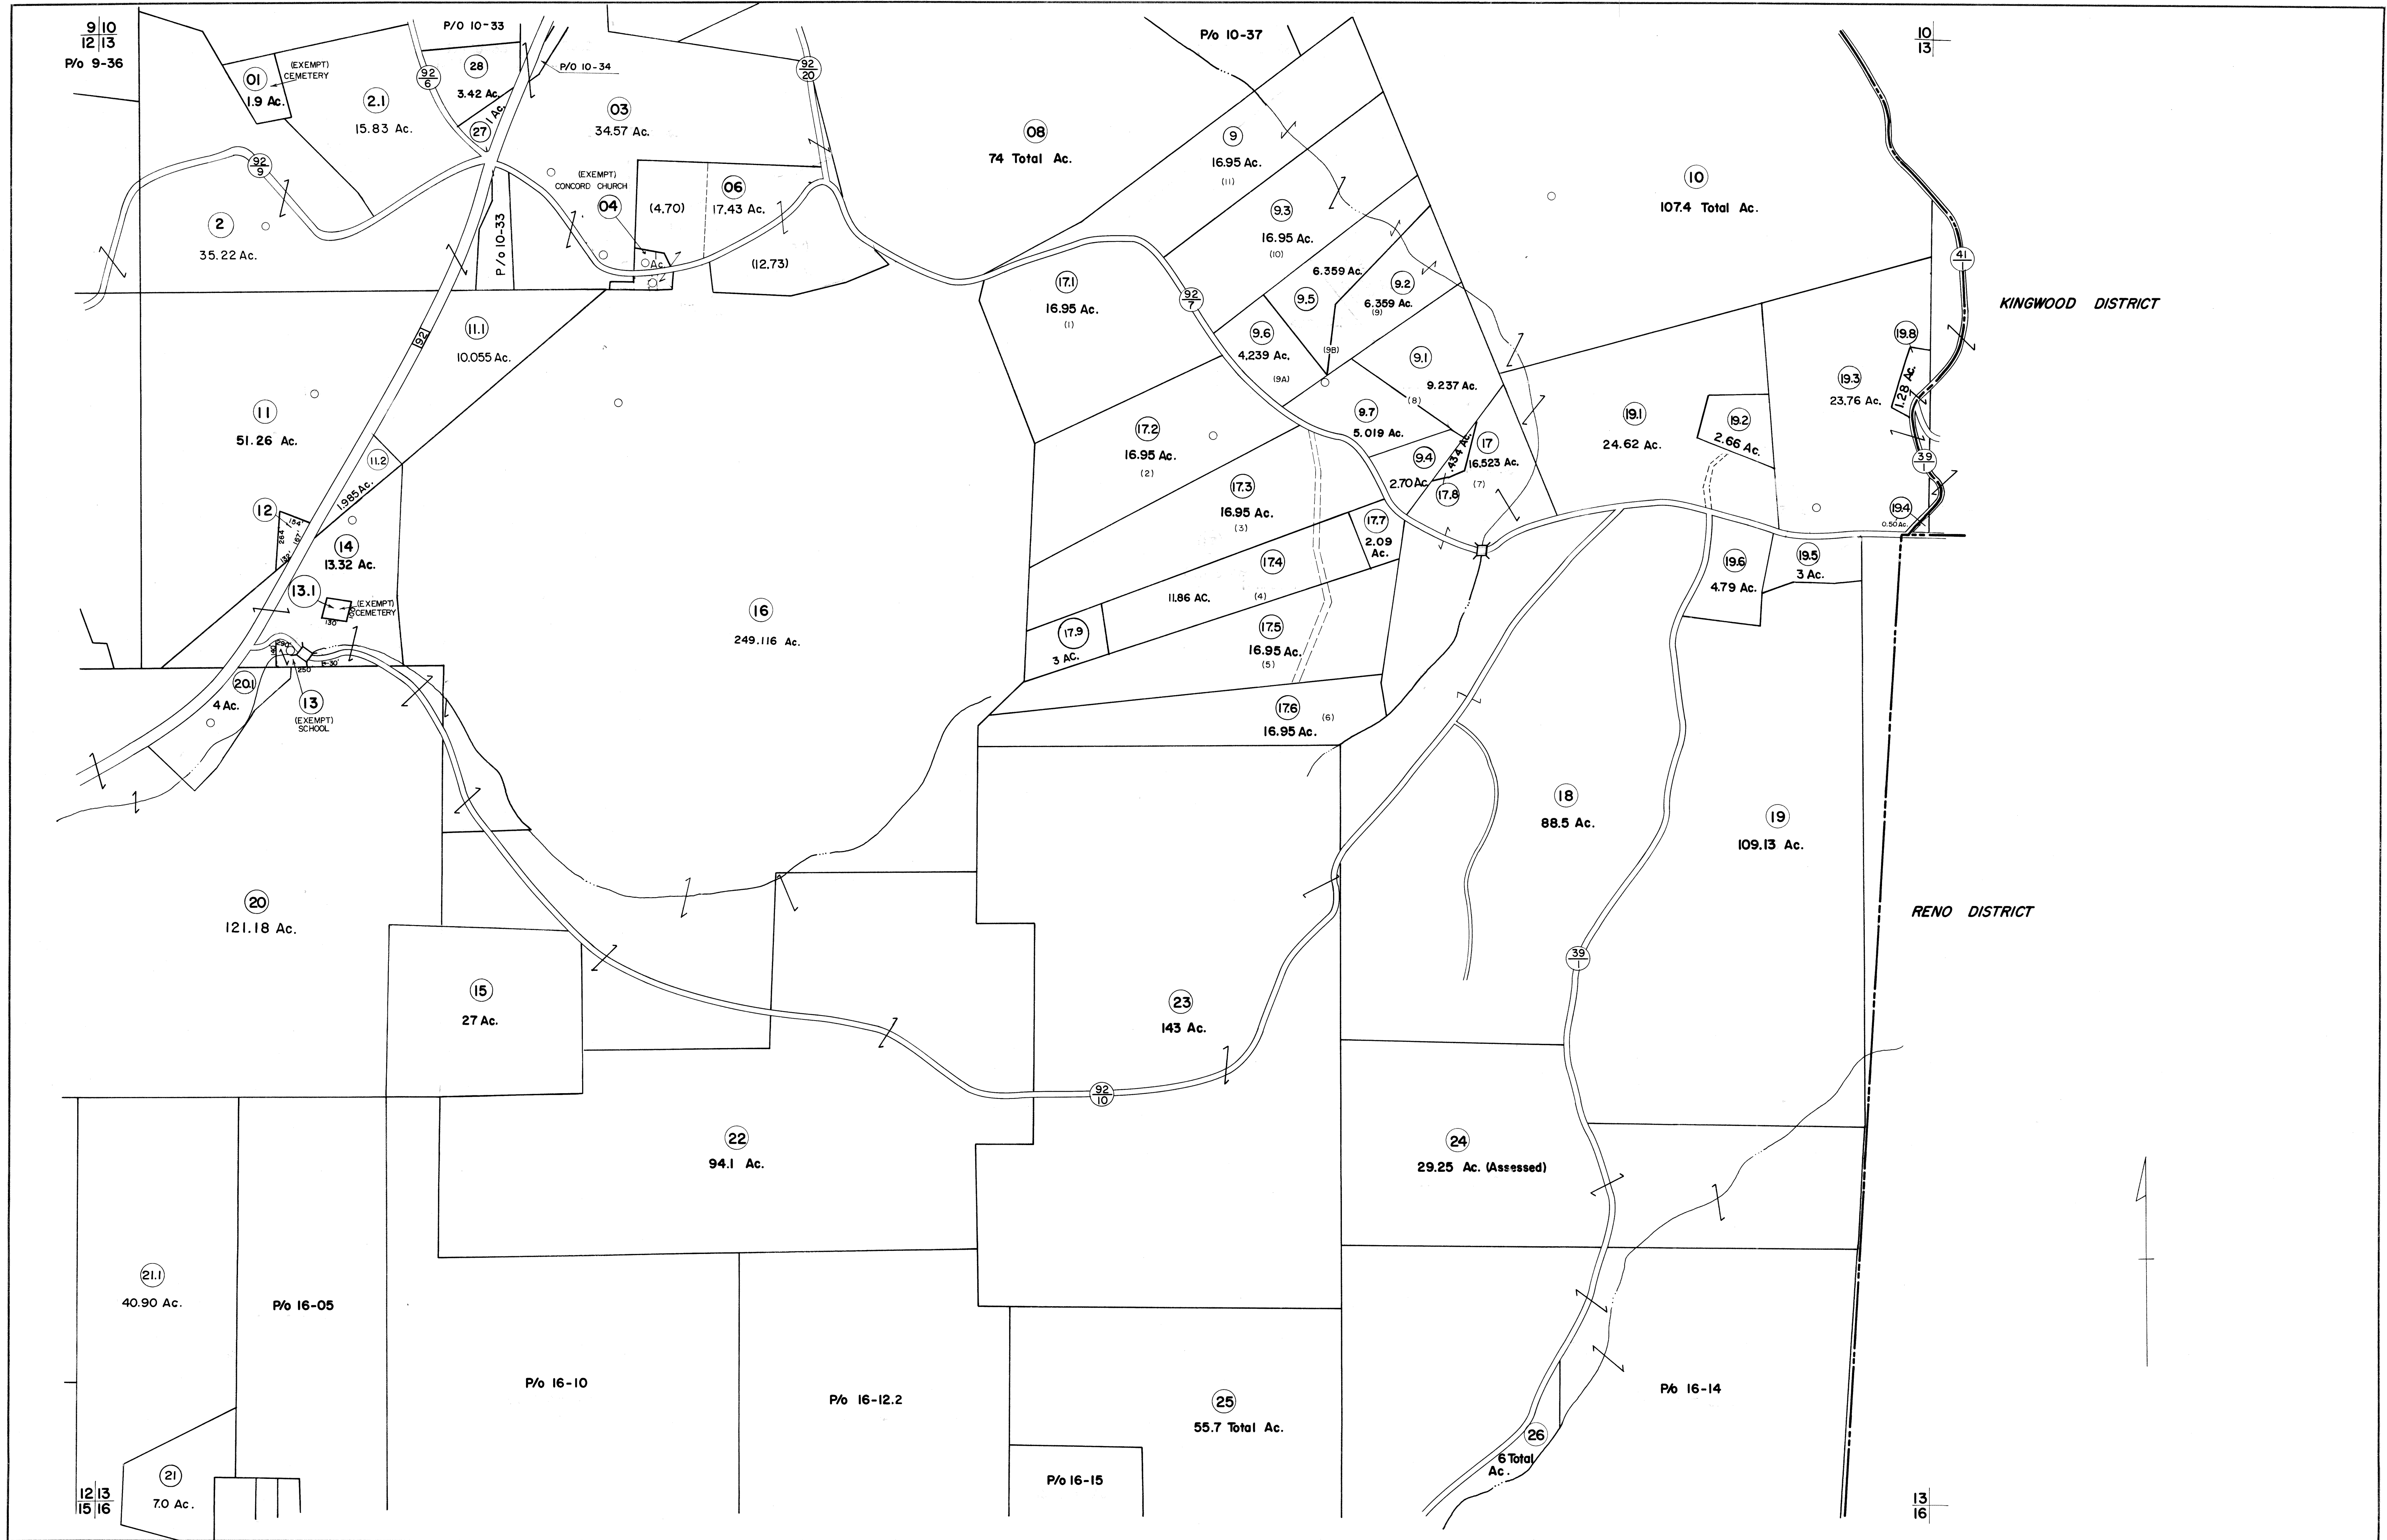 9 10
12 13
P/o 9-36
P/O 10-33
P/O 10-34
P/o 10-37
10
13
01
1.9 Ac.
(EXEMPT)
CEMETERY
2.1
15.83 Ac.
92
6
28
3.42 Ac.
27
1 Ac.
03
34.57 Ac.
92
20
08
74 Total Ac.
9
16.95 Ac.
(11)
10
107.4 Total Ac.
92
9
2
35.22 Ac.
P/o 10-33
(EXEMPT)
CONCORD CHURCH
04
Ac.
(4.70)
06
17.43 Ac.
(12.73)
9.3
16.95 Ac.
(10)
41
1
KINGWOOD DISTRICT
17.1
16.95 Ac.
(1)
92
7
6.359 Ac.
9.5
9.2
6.359 Ac.
(9)
9.6
4.239 Ac.
(9B)
(9A)
11.1
10.055 Ac.
92
9.1
9.237 Ac.
(8)
19.8
1.28 Ac.
19.3
23.76 Ac.
11
51.26 Ac.
11.2
1.985 Ac.
17.2
16.95 Ac.
(2)
9.7
5.019 Ac.
9.4
2.70 Ac
.434 Ac.
17
16.523 Ac.
(7)
17.8
19.1
24.62 Ac.
19.2
2.66 Ac.
39
1
12
154'
264'
167'
132'
17.3
16.95 Ac.
(3)
17.7
2.09
Ac.
19.4
0.50 Ac.
14
13.32 Ac.
17.4
11.86 AC.
(4)
19.6
4.79 Ac.
19.5
3 Ac.
13.1
(EXEMPT)
CEMETERY
130'
16
249.116 Ac.
17.9
3 AC.
17.5
16.95 Ac.
(5)
250
30'
20.1
4 Ac.
13
(EXEMPT)
SCHOOL
17.6
(6)
16.95 Ac.
18
88.5 Ac.
19
109.13 Ac.
20
121.18 Ac.
RENO DISTRICT
39
1
15
27 Ac.
23
143 Ac.
92
10
22
94.1 Ac.
24
29.25 Ac. (Assessed)
21.1
40.90 Ac.
P/o 16-05
P/o 16-10
P/o 16-12.2
25
55.7 Total Ac.
P/o 16-14
26
6 Total
Ac.
21
7.0 Ac.
P/o 16-15
12 13
15 16
13
16